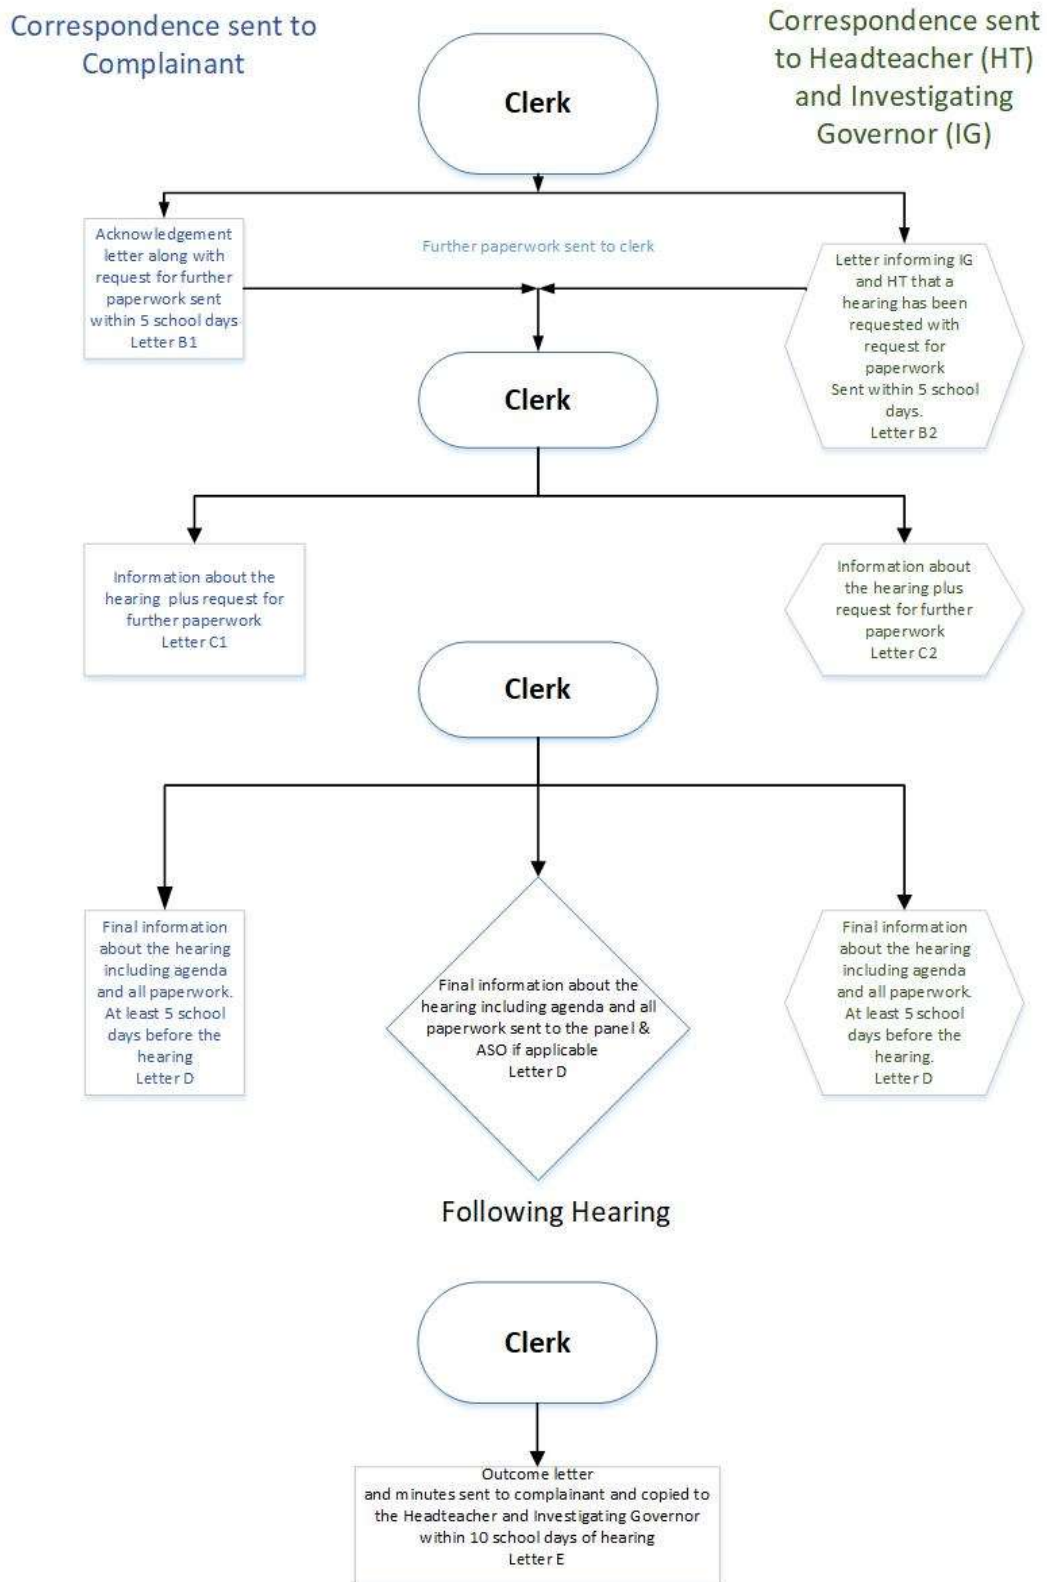 Correspondence sent to
Complainant
Clerk
Correspondence sent
to Headteacher (HT)
and Investigating
Governor (IG)
Acknowledgement
letter along with
request for further
paperwork sent
within 5 school days
Letter B1
Further paperwork sent to clerk
Letter informing IG
and HT that a
hearing has been
requested with
request for
paperwork
Sent within 5 school
days.
Letter B2
Clerk
Information about the
hearing plus request for
further paperwork
Letter C1
Information about
the hearing plus
request for further
paperwork
Letter C2
Clerk
Final information
about the hearing
including agenda
and all paperwork.
At least 5 school
days before the
hearing
Letter D
Final information about the
hearing including agenda and all
paperwork sent to the panel &
ASO if applicable
Letter D
Final information
about the hearing
including agenda
and all paperwork.
At least 5 school
days before the
hearing.
Letter D
Following Hearing
Clerk
Outcome letter
and minutes sent to complainant and copied to
the Headteacher and Investigating Governor
within 10 school days of hearing
Letter E